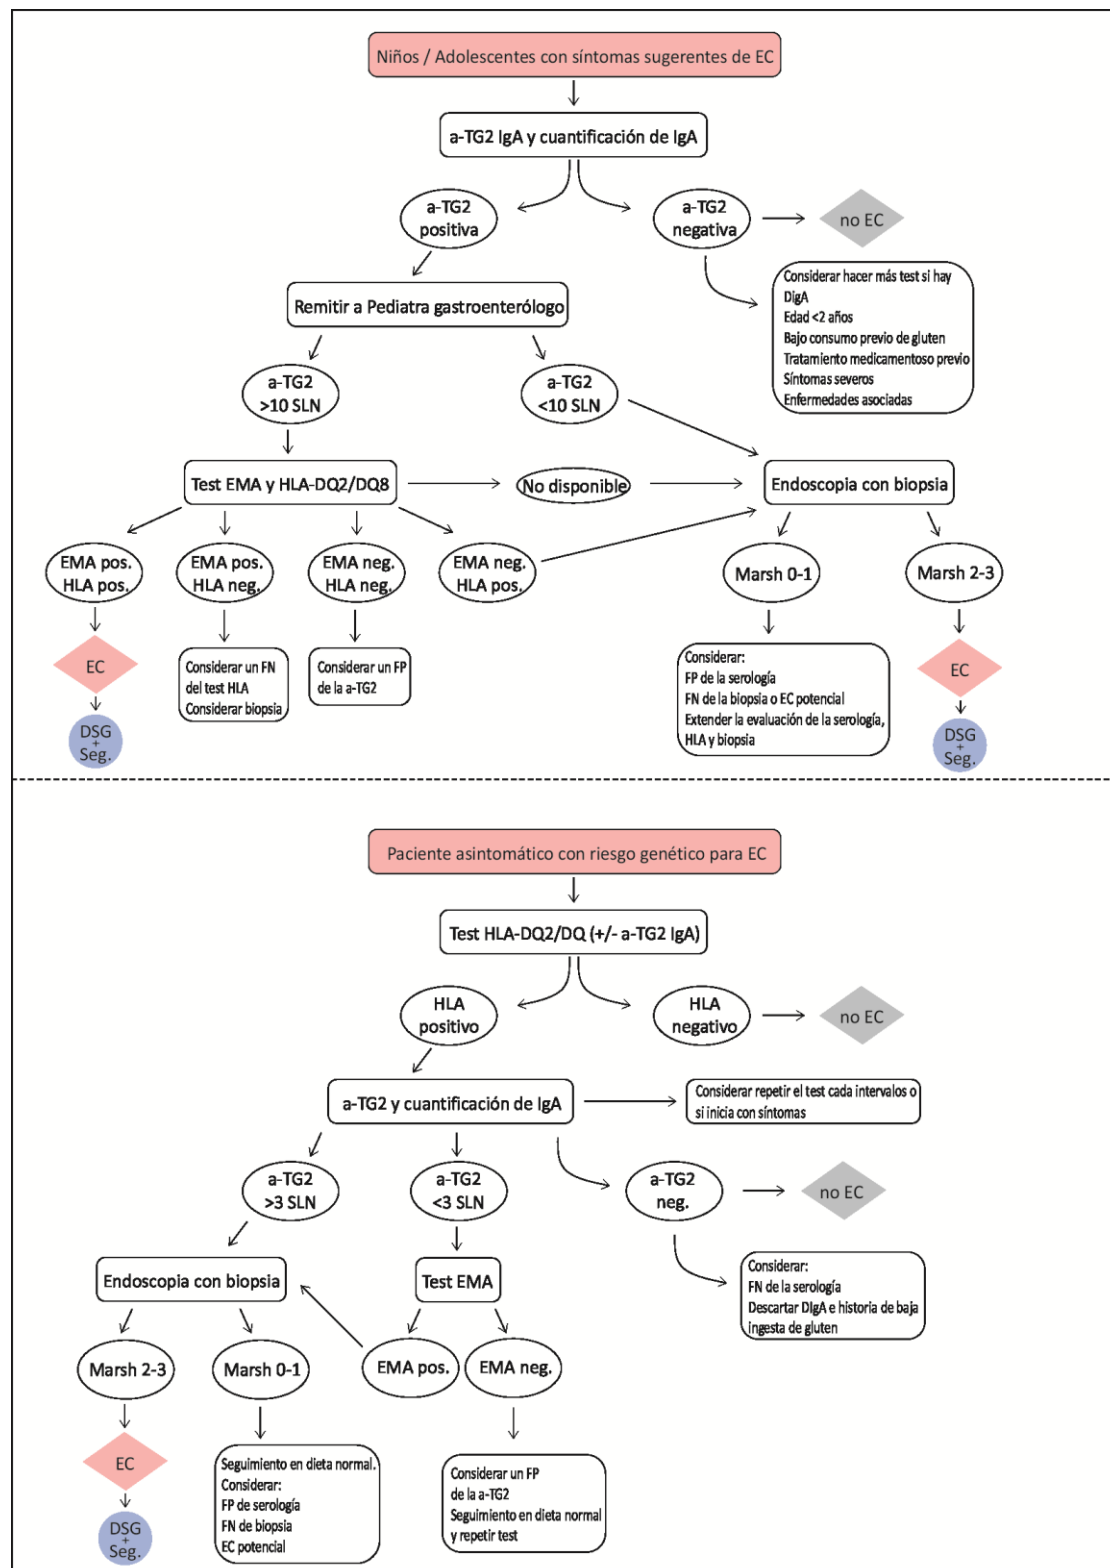 Niños / Adolescentes con síntomas sugerentes de EC
a-TG2 IgA y cuantificación de IgA
a-TG2
positiva
a-TG2
negativa
no EC
Considerar hacer más test si hay
DigA
Edad <2 años
Bajo consumo previo de gluten
Tratamiento medicamentoso previo
Síntomas severos
Enfermedades asociadas
Remitir a Pediatra gastroenterólogo
a-TG2
>10 SLN
a-TG2
<10 SLN
Test EMA y HLA-DQ2/DQ8
No disponible
Endoscopia con biopsia
EMA pos.
HLA pos.
EMA pos.
HLA neg.
EMA neg.
HLA neg.
EMA neg.
HLA pos.
Marsh 0-1
Marsh 2-3
EC
Considerar un FN
del test HLA
Considerar biopsia
Considerar un FP
de la a-TG2
Considerar:
FP de la serología
FN de la biopsia o EC potencial
Extender la evaluación de la serología,
HLA y biopsia
EC
DSG
+
Seg.
DSG
+
Seg.
Paciente asintomático con riesgo genético para EC
Test HLA-DQ2/DQ (+/- a-TG2 IgA)
HLA
positivo
HLA
negativo
no EC
a-TG2 y cuantificación de IgA
Considerar repetir el test cada intervalos o
si inicia con síntomas
a-TG2
>3 SLN
a-TG2
<3 SLN
a-TG2
neg.
no EC
Endoscopia con biopsia
Test EMA
Considerar:
FN de la serología
Descartar DIgA e historia de baja
ingesta de gluten
Marsh 2-3
Marsh 0-1
EMA pos.
EMA neg.
EC
Seguimiento en dieta normal.
Considerar:
FP de serología
FN de biopsia
EC potencial
Considerar un FP
de la a-TG2
Seguimiento en dieta normal
y repetir test
DSG
+
Seg.